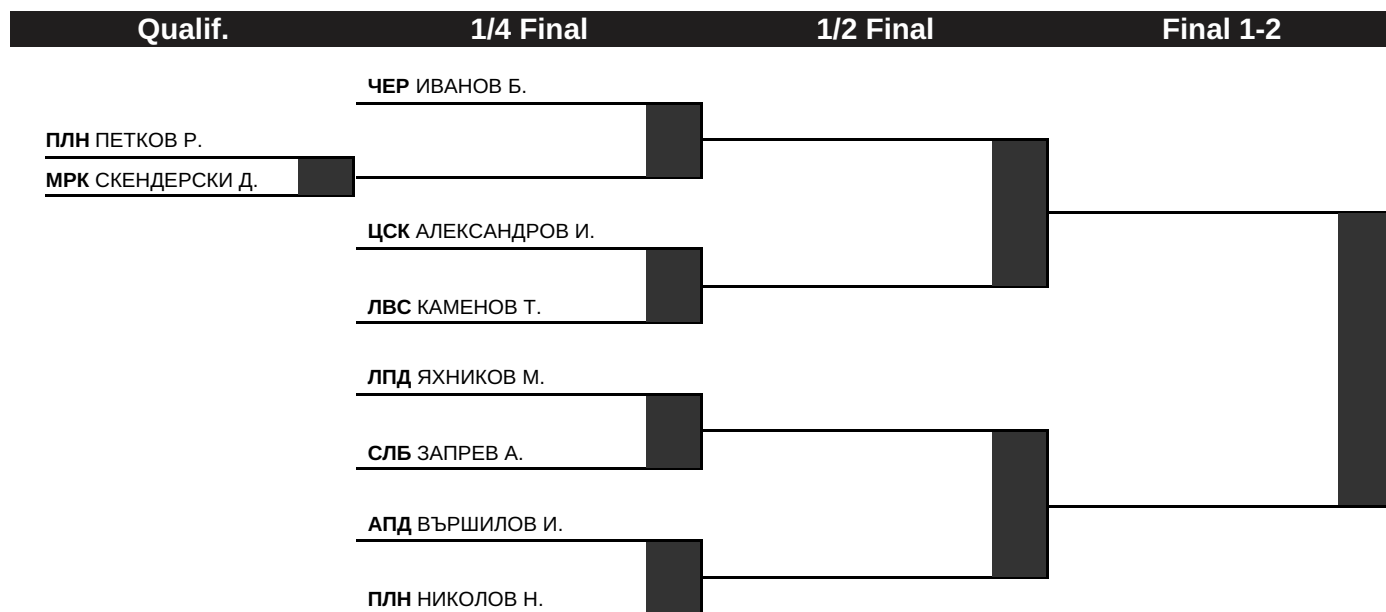 Qualif. 1/4 Final 1/2 Final Final 1-2
ЧЕР ИВАНОВ Б.
ПЛН ПЕТКОВ Р.
МРК СКЕНДЕРСКИ Д.
ЦСК АЛЕКСАНДРОВ И.
ЛВС КАМЕНОВ Т.
ЛПД ЯХНИКОВ М.
СЛБ ЗАПРЕВ А.
АПД ВЪРШИЛОВ И.
ПЛН НИКОЛОВ Н.